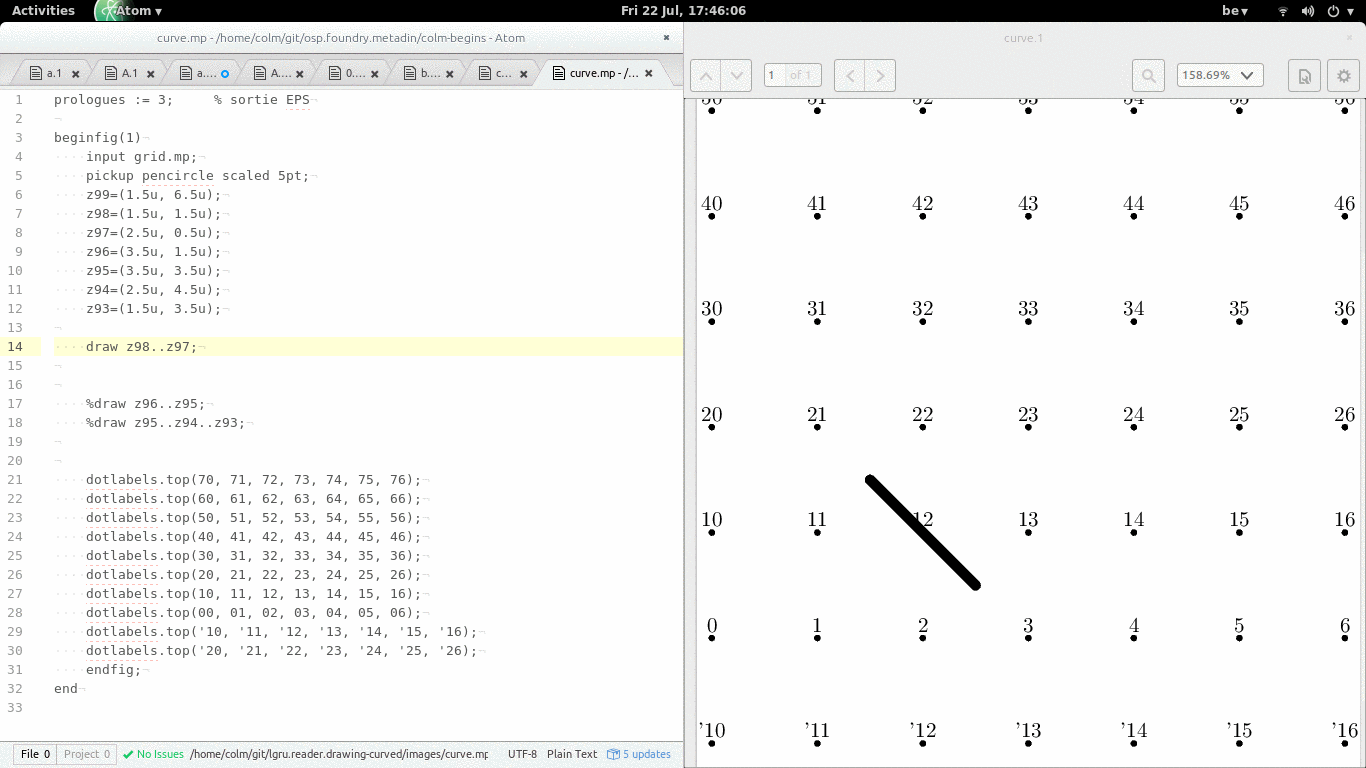 Activities Atom ▾ Fri 22 Jul, 17:46:06 be ▾
curve.mp - /home/colm/git/osp.foundry.metadin/colm-begins - Atom ×
a.1 × A.1 × a.... A.... × 0.... × b.... × c... × curve.mp - /... ×
1 prologues := 3; % sortie EPS¬
2 ¬
3 beginfig(1)¬
4 ····input grid.mp;¬
5 ····pickup pencircle scaled 5pt;¬
6 ····z99=(1.5u, 6.5u);¬
7 ····z98=(1.5u, 1.5u);¬
8 ····z97=(2.5u, 0.5u);¬
9 ····z96=(3.5u, 1.5u);¬
10 ····z95=(3.5u, 3.5u);¬
11 ····z94=(2.5u, 4.5u);¬
12 ····z93=(1.5u, 3.5u);¬
13 ¬
14 ····draw z98..z97;¬
15 ¬
16 ¬
17 ····%draw z96..z95;¬
18 ····%draw z95..z94..z93;¬
19 ¬
20 ¬
21 ····dotlabels.top(70, 71, 72, 73, 74, 75, 76);¬
22 ····dotlabels.top(60, 61, 62, 63, 64, 65, 66);¬
23 ····dotlabels.top(50, 51, 52, 53, 54, 55, 56);¬
24 ····dotlabels.top(40, 41, 42, 43, 44, 45, 46);¬
25 ····dotlabels.top(30, 31, 32, 33, 34, 35, 36);¬
26 ····dotlabels.top(20, 21, 22, 23, 24, 25, 26);¬
27 ····dotlabels.top(10, 11, 12, 13, 14, 15, 16);¬
28 ····dotlabels.top(00, 01, 02, 03, 04, 05, 06);¬
29 ····dotlabels.top('10, '11, '12, '13, '14, '15, '16);¬
30 ····dotlabels.top('20, '21, '22, '23, '24, '25, '26);¬
31 ····endfig;¬
32 end¬
33
File 0 Project 0 ✓ No Issues /home/colm/git/lgru.reader.drawing-curved/images/curve.mp UTF-8 Plain Text 5 updates
curve.1 ×
1 of 1 158.69%
50 51 52 53 54 55 56
40 41 42 43 44 45 46
30 31 32 33 34 35 36
20 21 22 23 24 25 26
10 11 12 13 14 15 16
0 1 2 3 4 5 6
'10 '11 '12 '13 '14 '15 '16